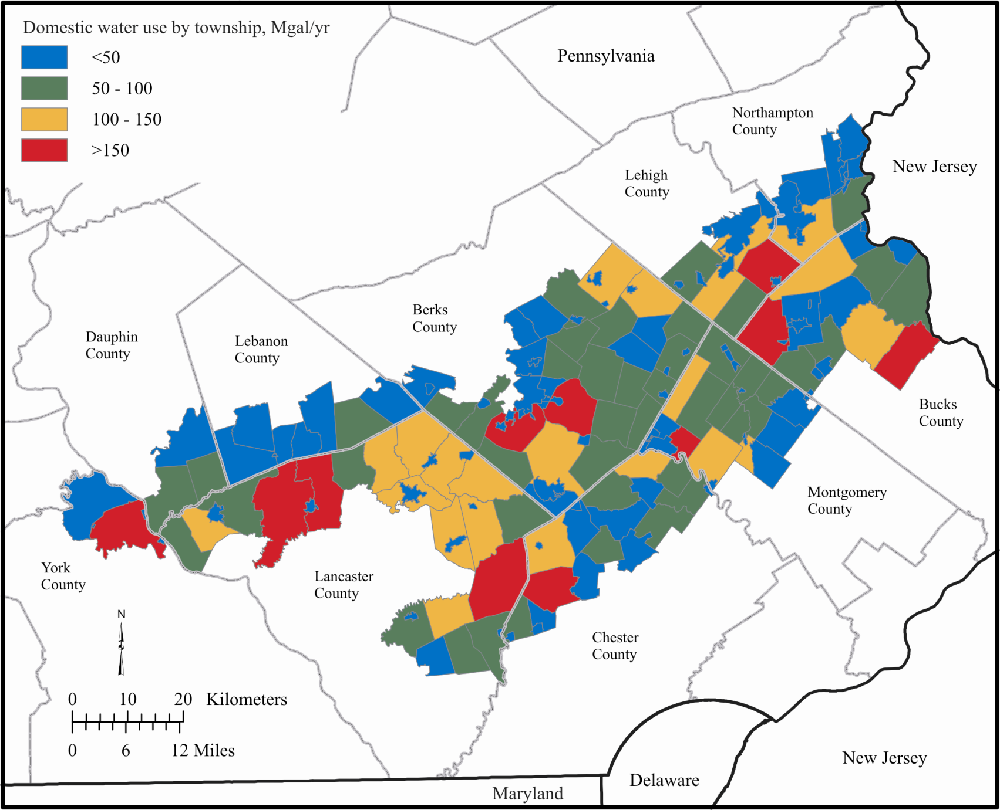 Domestic water use by township, Mgal/yr
<50
50 - 100
100 - 150
>150
Pennsylvania
Northampton
County
New Jersey
Lehigh
County
Berks
County
Dauphin
County
Lebanon
County
Bucks
County
Montgomery
County
York
County
Lancaster
County
Chester
County
N
0 10 20 Kilometers
0 6 12 Miles
New Jersey
Delaware
Maryland